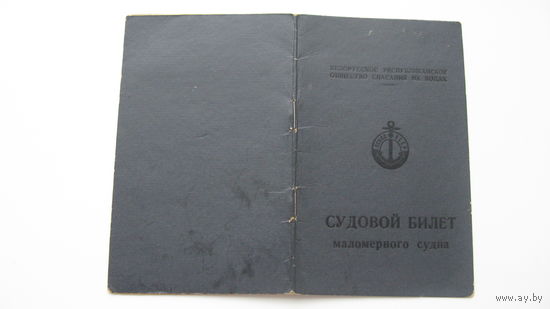 БЕЛОРУССКОЕ РЕСПУБЛИКАНСКОЕ
ОБЩЕСТВО СПАСАНИЯ НА ВОДАХ
СУДОВОЙ БИЛЕТ
маломерного судна
www.ay.by